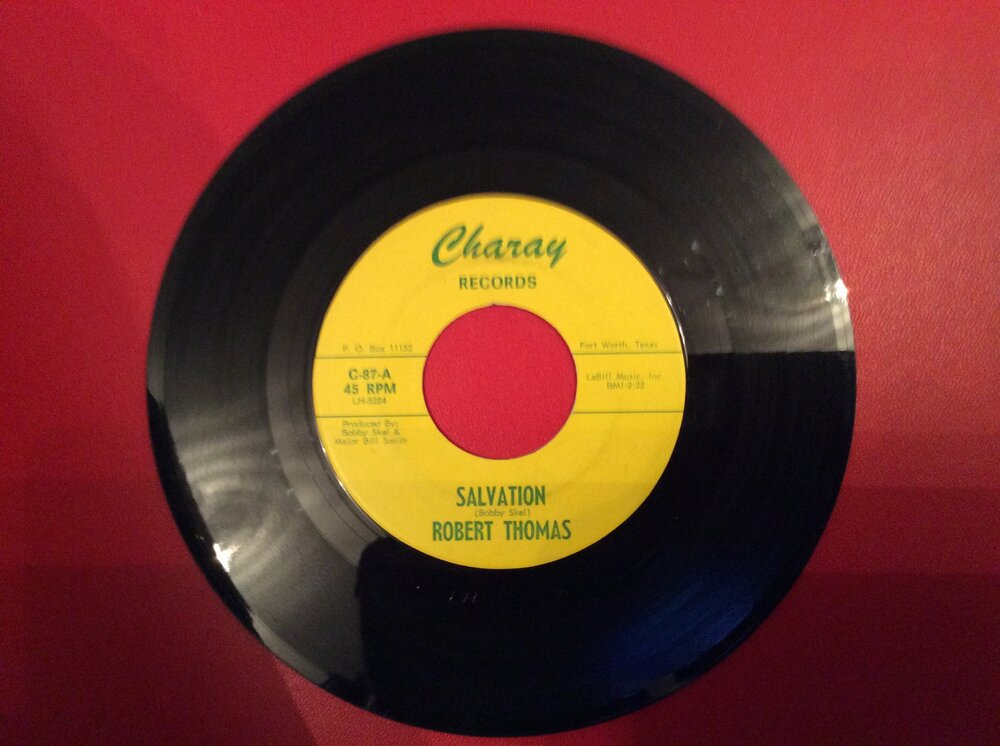 Charay
RECORDS
P. O. Box 11152
Fort Worth, Texas
C-87-A
45 RPM
LH-5024
LeBill Music, Inc.
BMI-2:22
Produced By:
Bobby Skel &
Major Bill Smith
SALVATION
(Bobby Skel)
ROBERT THOMAS